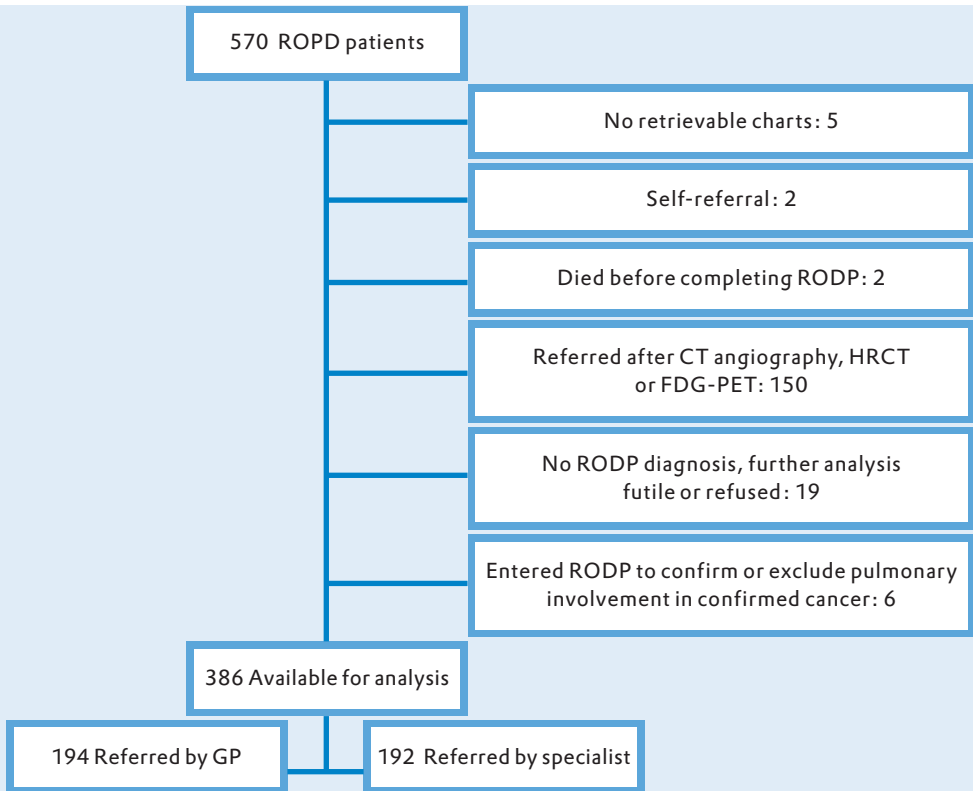 570 ROPD patients
No retrievable charts: 5
Self-referral: 2
Died before completing RODP: 2
Referred after CT angiography, HRCT
or FDG-PET: 150
No RODP diagnosis, further analysis
futile or refused: 19
Entered RODP to confirm or exclude pulmonary
involvement in confirmed cancer: 6
386 Available for analysis
194 Referred by GP
192 Referred by specialist